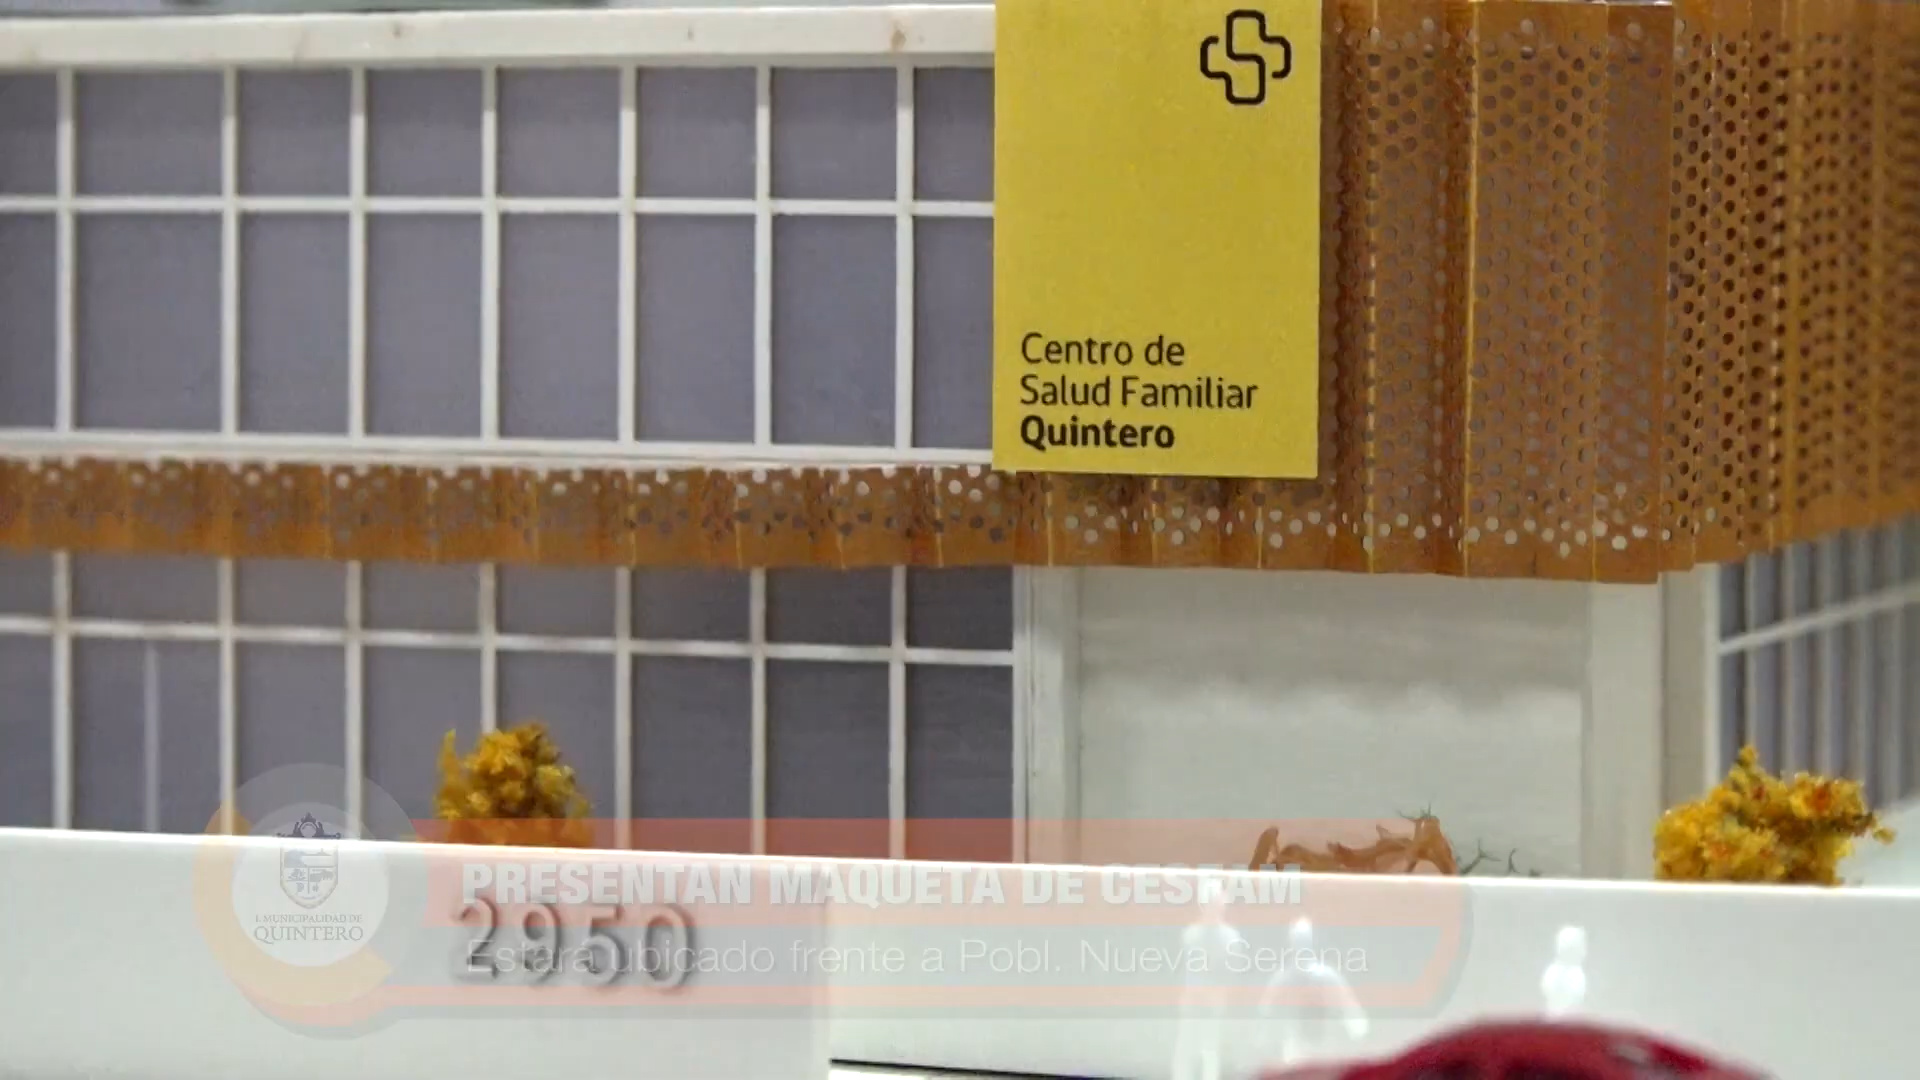 Centro de
Salud Familiar
Quintero
PRESENTAN MAQUETA DE CESFAM
2950
Estará ubicado frente a Pobl. Nueva Serena
I. MUNICIPALIDAD DE
QUINTERO